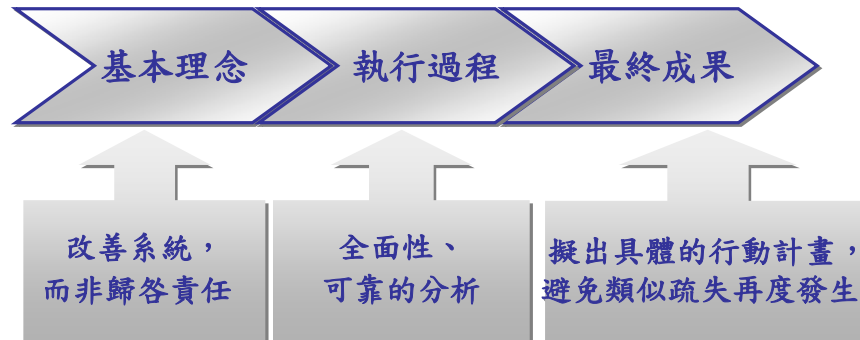 基本理念
執行過程
最終成果
改善系統，
而非歸咎責任
全面性、
可靠的分析
擬出具體的行動計畫，
避免類似疏失再度發生